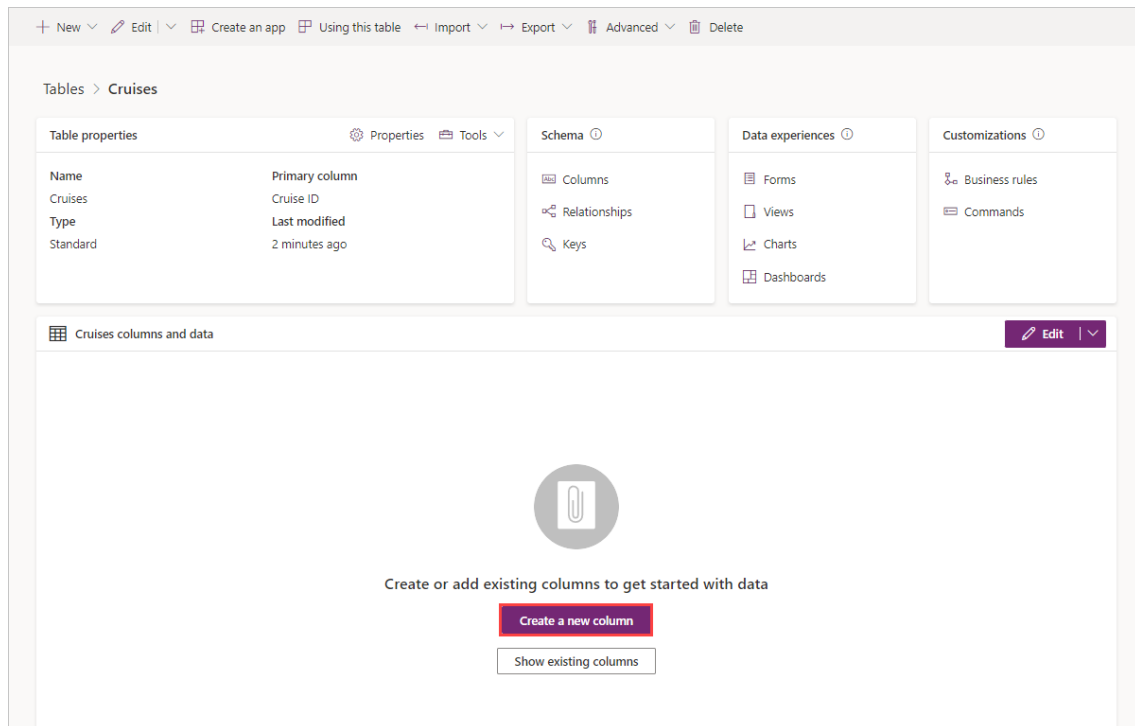 New Edit Create an app Using this table Import Export Advanced Delete
Tables > Cruises
Table properties Properties Tools
Name Primary column
Cruises Cruise ID
Type Last modified
Standard 2 minutes ago
Schema
Abc Columns
Relationships
Keys
Data experiences
Forms
Views
Charts
Dashboards
Customizations
Business rules
Commands
Cruises columns and data Edit
Create or add existing columns to get started with data
Create a new column
Show existing columns